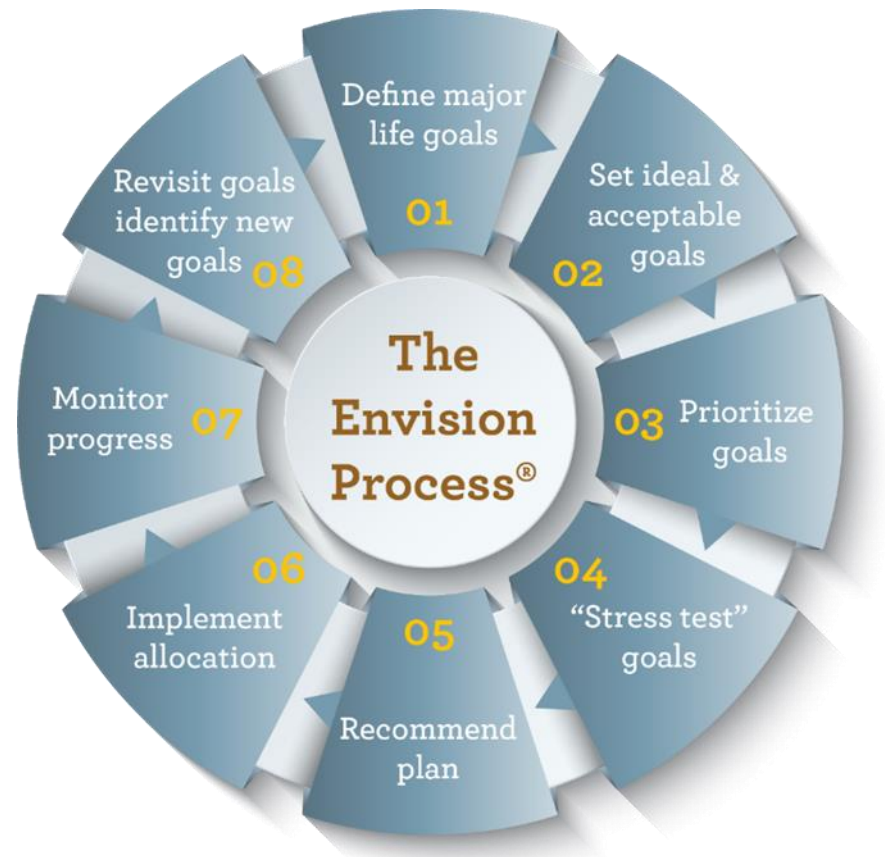 Define major
life goals
01
Set ideal &
acceptable
goals
02
03
Prioritize
goals
04
“Stress test”
goals
05
Recommend
plan
06
Implement
allocation
Monitor
progress
07
Revisit goals
identify new
goals
08
The
Envision
Process®